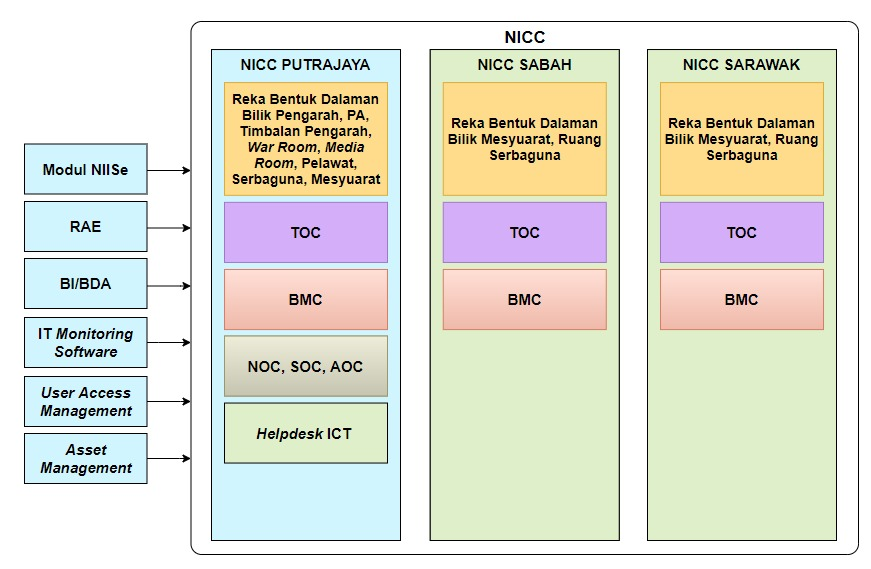 NICC
NICC PUTRAJAYA
Reka Bentuk Dalaman
Bilik Pengarah, PA,
Timbalan Pengarah,
War Room, Media
Room, Pelawat,
Serbaguna, Mesyuarat
TOC
BMC
NOC, SOC, AOC
Helpdesk ICT
NICC SABAH
Reka Bentuk Dalaman
Bilik Mesyuarat, Ruang
Serbaguna
TOC
BMC
NICC SARAWAK
Reka Bentuk Dalaman
Bilik Mesyuarat, Ruang
Serbaguna
TOC
BMC
Modul NIISe
RAE
BI/BDA
IT Monitoring
Software
User Access
Management
Asset
Management